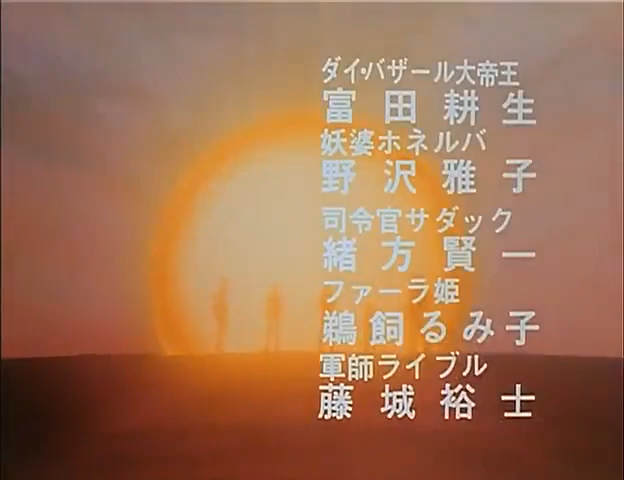 ダイ・バザール大帝王
富田耕生
妖婆ホネルバ
野沢雅子
司令官サダック
緒方賢一
ファーラ姫
鵜飼るみ子
軍師ライブル
藤城裕士